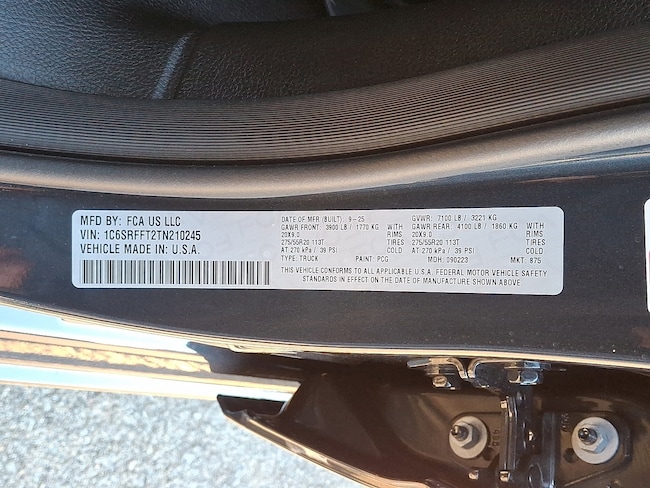 MFD BY: FCA US LLC
VIN: 1C6SRFFT2TN210245
VEHICLE MADE IN: U.S.A.
DATE OF MFR (BUILT): 9-25 GVWR: 7100 LB / 3221 KG
GAWR FRONT: 3900 LB / 1770 KG WITH GAWR REAR: 4100 LB / 1860 KG WITH
20X9.0 RIMS 20X9.0 RIMS
275/55R20 113T TIRES 275/55R20 113T TIRES
AT: 270 kPa / 39 PSI COLD AT: 270 kPa / 39 PSI COLD
TYPE: TRUCK PAINT: PCG MDH: 090223 MKT: 875
THIS VEHICLE CONFORMS TO ALL APPLICABLE U.S.A. FEDERAL MOTOR VEHICLE SAFETY
STANDARDS IN EFFECT ON THE DATE OF MANUFACTURE SHOWN ABOVE